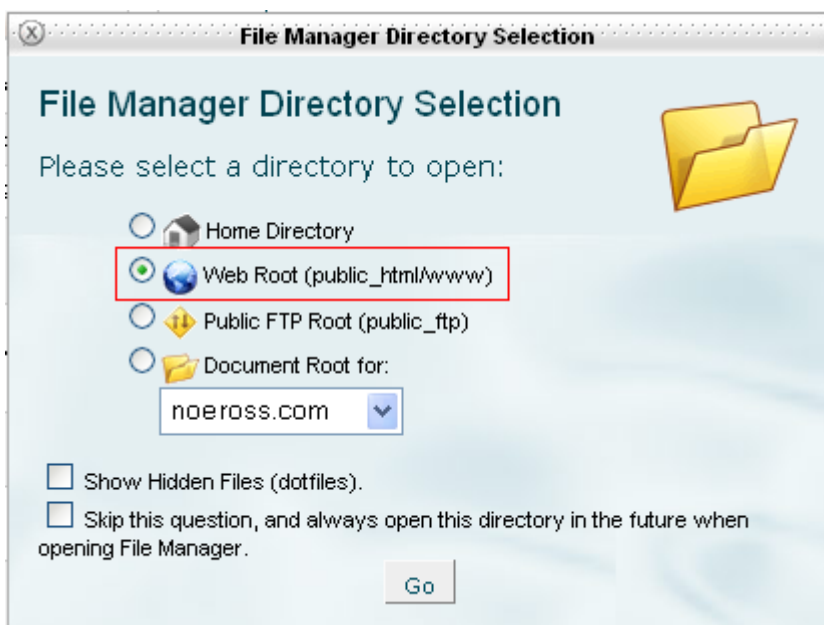 File Manager Directory Selection
File Manager Directory Selection
Please select a directory to open:
Home Directory
Web Root (public_html/www)
Public FTP Root (public_ftp)
Document Root for:
noeross.com
Show Hidden Files (dotfiles).
Skip this question, and always open this directory in the future when
opening File Manager.
Go